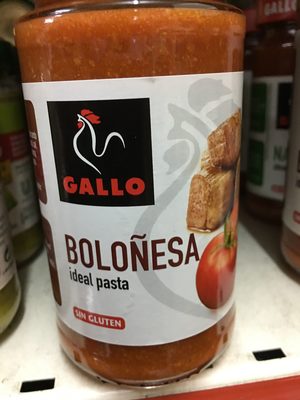 GALLO
BOLOÑESA
ideal pasta
SIN GLUTEN